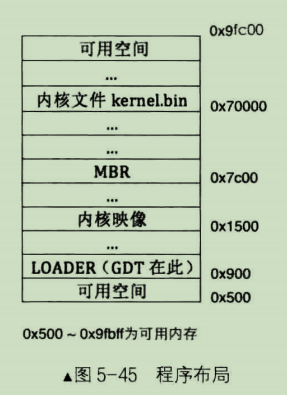 0x9fc00
可用空间
...
内核文件 kernel.bin
0x70000
...
...
MBR
0x7c00
...
内核映像
0x1500
...
LOADER（GDT 在此）
0x900
可用空间
0x500
0x500 ~ 0x9fbff为可用内存
▲图 5-45 程序布局